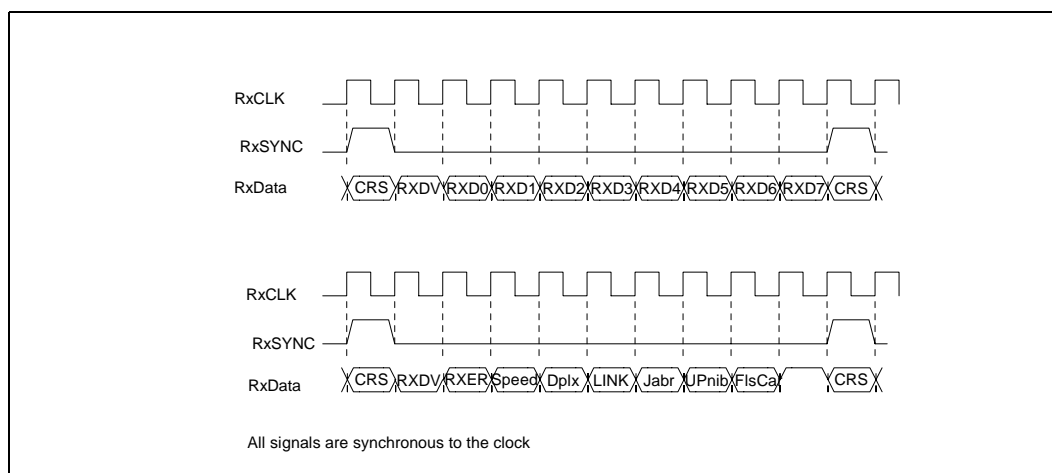 RxCLK
RxSYNC
RxData CRS RXDV RXD0 RXD1 RXD2 RXD3 RXD4 RXD5 RXD6 RXD7 CRS
RxCLK
RxSYNC
RxData CRS RXDV RXER Speed Dplx LINK Jabr UPnib FlsCa CRS
All signals are synchronous to the clock